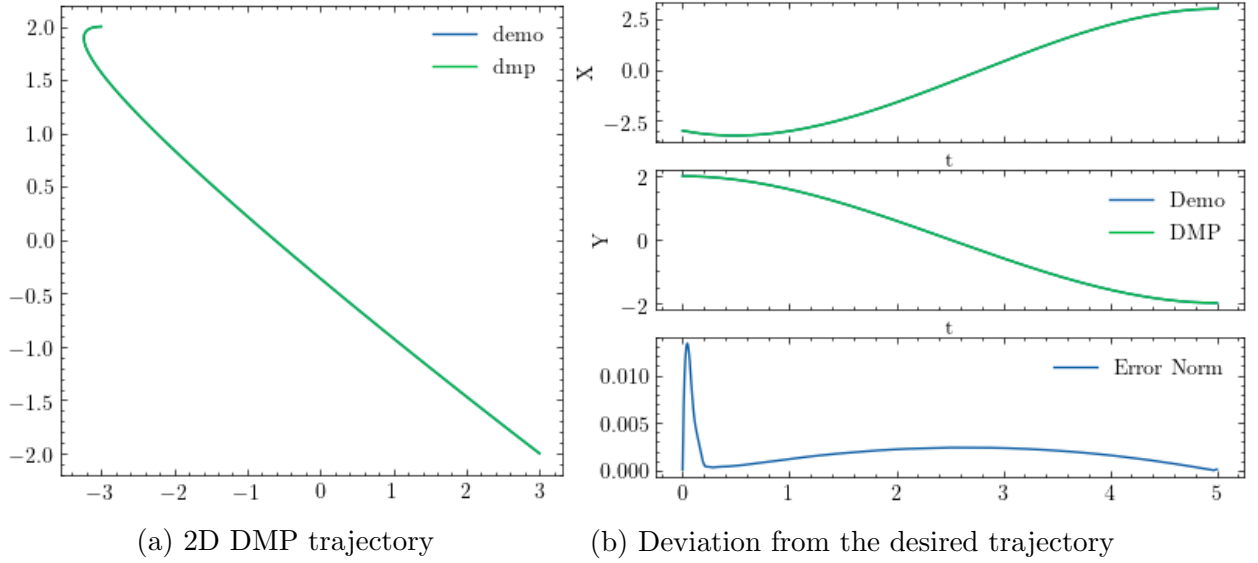 2.0
1.5
1.0
0.5
0.0
−0.5
−1.0
−1.5
−2.0
−3 −2 −1 0 1 2 3
demo
dmp
(a) 2D DMP trajectory
X
2.5
0.0
−2.5
t
Y
2
0
−2
Demo
DMP
t
0.010
0.005
0.000
Error Norm
0 1 2 3 4 5
(b) Deviation from the desired trajectory